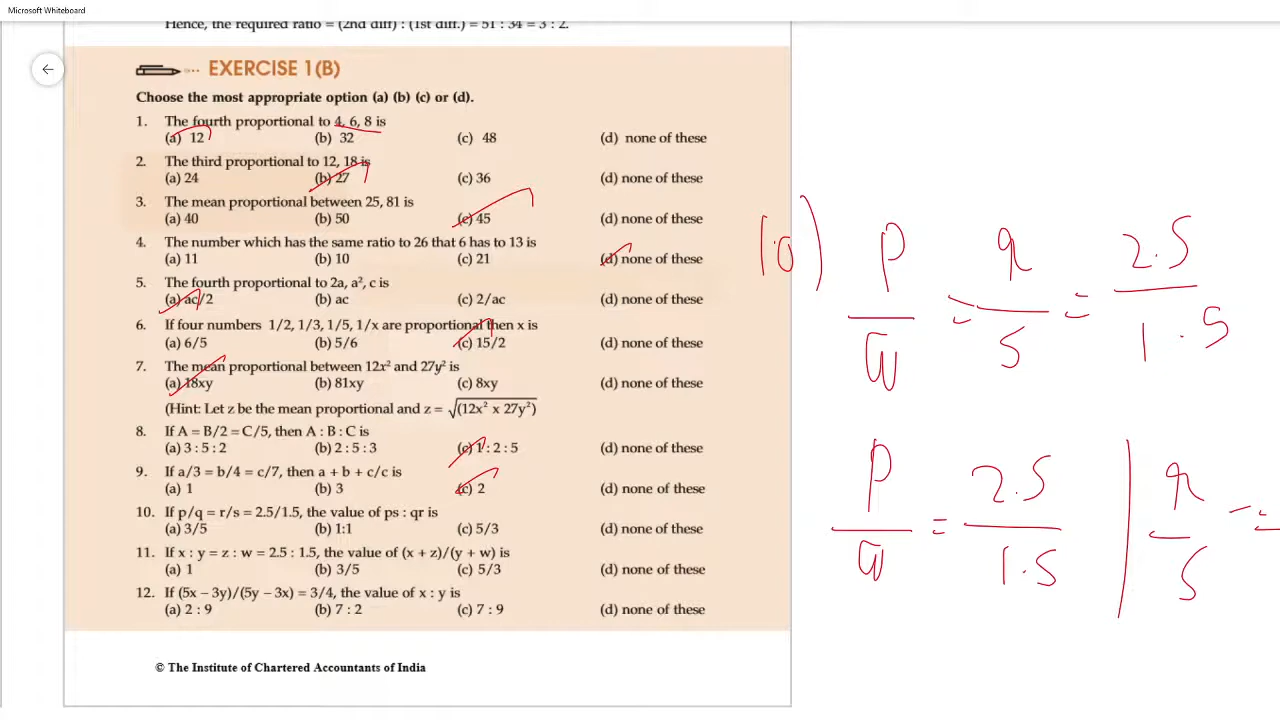 Microsoft Whiteboard
Hence, the required ratio = (2nd diff) : (1st diff.) = 51 : 34 = 3 : 2.
EXERCISE 1(B)
Choose the most appropriate option (a) (b) (c) or (d).
1. The fourth proportional to 4, 6, 8 is
(a) 12 (b) 32 (c) 48 (d) none of these
2. The third proportional to 12, 18 is
(a) 24 (b) 27 (c) 36 (d) none of these
3. The mean proportional between 25, 81 is
(a) 40 (b) 50 (c) 45 (d) none of these
4. The number which has the same ratio to 26 that 6 has to 13 is
(a) 11 (b) 10 (c) 21 (d) none of these
5. The fourth proportional to 2a, a², c is
(a) ac/2 (b) ac (c) 2/ac (d) none of these
6. If four numbers 1/2, 1/3, 1/5, 1/x are proportional then x is
(a) 6/5 (b) 5/6 (c) 15/2 (d) none of these
7. The mean proportional between 12x² and 27y² is
(a) 18xy (b) 81xy (c) 8xy (d) none of these
(Hint: Let z be the mean proportional and z = √(12x² x 27y²)
8. If A = B/2 = C/5, then A : B : C is
(a) 3 : 5 : 2 (b) 2 : 5 : 3 (c) 1 : 2 : 5 (d) none of these
9. If a/3 = b/4 = c/7, then a + b + c/c is
(a) 1 (b) 3 (c) 2 (d) none of these
10. If p/q = r/s = 2.5/1.5, the value of ps : qr is
(a) 3/5 (b) 1:1 (c) 5/3 (d) none of these
11. If x : y = z : w = 2.5 : 1.5, the value of (x + z)/(y + w) is
(a) 1 (b) 3/5 (c) 5/3 (d) none of these
12. If (5x – 3y)/(5y – 3x) = 3/4, the value of x : y is
(a) 2 : 9 (b) 7 : 2 (c) 7 : 9 (d) none of these
© The Institute of Chartered Accountants of India
p = = 2.5
5 1.5
p = 2.5
1.5 5